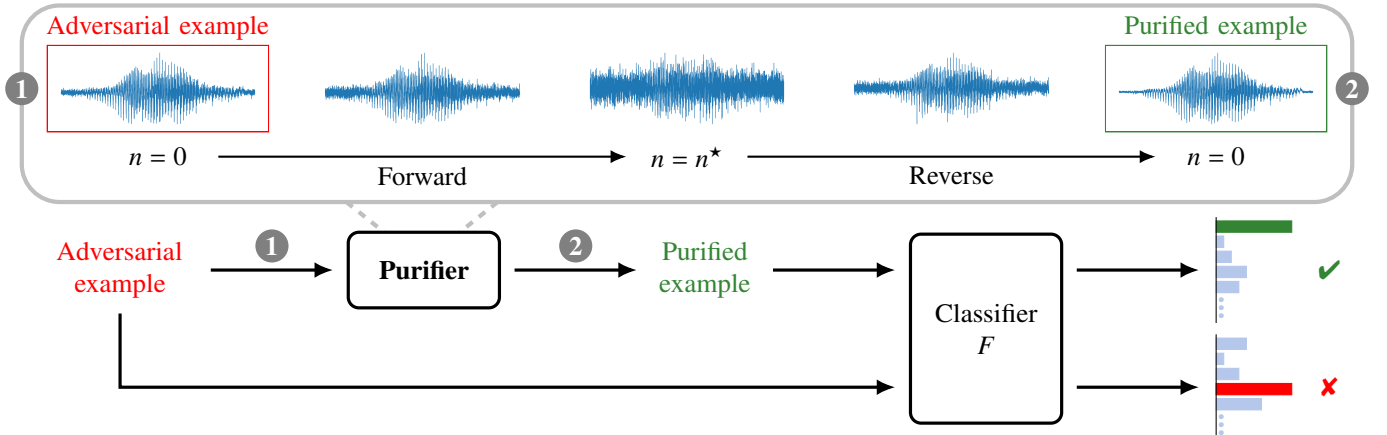 Adversarial example
Purified example
1
2
n = 0
n = n★
n = 0
Forward
Reverse
Adversarial
example
1
Purifier
2
Purified
example
Classifier
F
✔
✘